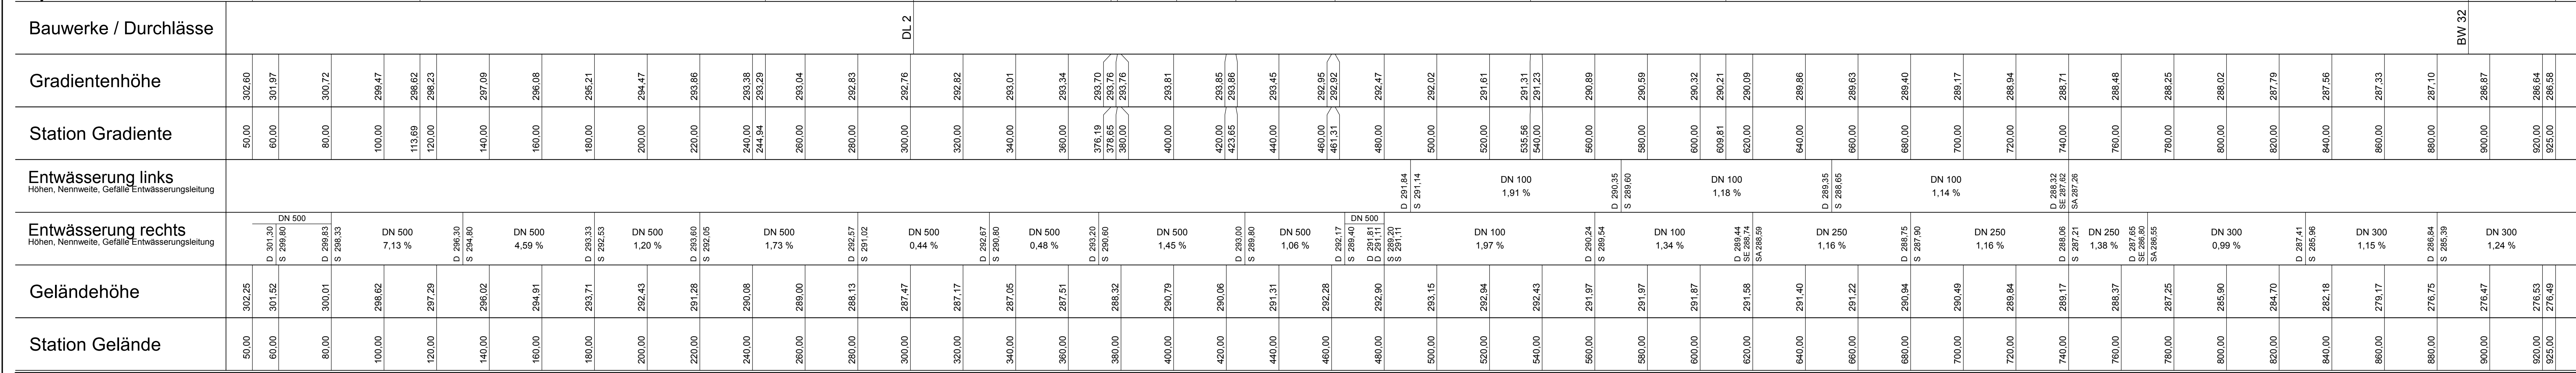 Bauwerke / Durchlässe
DL 2
BW 32
Gradientenhöhe
302,60 301,97 300,72 299,47 298,62 298,23 297,09 296,08 295,21 294,47 293,86 293,38 293,29 293,04 292,83 292,76 292,82 293,01 293,34 293,70 293,76 293,76 293,81 293,85 293,86 293,45 292,95 292,92 292,47 292,02 291,61 291,31 291,23 290,89 290,59 290,32 290,21 290,09 289,86 289,63 289,40 289,17 288,94 288,71 288,48 288,25 288,02 287,79 287,56 287,33 287,10 286,87 286,64 286,58
Station Gradiente
50,00 60,00 80,00 100,00 113,69 120,00 140,00 160,00 180,00 200,00 220,00 240,00 244,94 260,00 280,00 300,00 320,00 340,00 360,00 376,19 378,65 380,00 400,00 420,00 423,65 440,00 460,00 461,31 480,00 500,00 520,00 535,56 540,00 560,00 580,00 600,00 609,81 620,00 640,00 660,00 680,00 700,00 720,00 740,00 760,00 780,00 800,00 820,00 840,00 860,00 880,00 900,00 920,00 925,00
Entwässerung links
Höhen, Nennweite, Gefälle Entwässerungsleitung
D 291,84
S 291,14
DN 100
1,91 %
D 290,35
S 289,60
DN 100
1,18 %
D 289,35
S 288,65
DN 100
1,14 %
D 288,32
SE 287,62
SA 287,26
Entwässerung rechts
Höhen, Nennweite, Gefälle Entwässerungsleitung
DN 500
D 301,30
S 299,80
D 299,83
S 298,33
DN 500
7,13 %
D 296,30
S 294,80
DN 500
4,59 %
D 293,33
S 292,53
DN 500
1,20 %
D 293,60
S 292,05
DN 500
1,73 %
D 292,57
S 291,02
DN 500
0,44 %
D 292,67
S 290,80
DN 500
0,48 %
D 293,20
S 290,60
DN 500
1,45 %
D 293,00
S 289,80
DN 500
1,06 %
D 292,17
S 289,40
DN 500
D 291,81
D 291,11
S 289,20
S 291,11
DN 100
1,97 %
D 290,24
S 289,54
DN 100
1,34 %
D 289,44
SE 288,74
SA 288,59
DN 250
1,16 %
D 288,75
S 287,90
DN 250
1,16 %
D 288,06
S 287,21
DN 250
1,38 %
D 287,65
SE 286,80
SA 286,55
DN 300
0,99 %
D 287,41
S 285,96
DN 300
1,15 %
D 286,84
S 285,39
DN 300
1,24 %
Geländehöhe
302,25 301,52 300,01 298,62 297,29 296,02 294,91 293,71 292,43 291,28 290,08 289,00 288,13 287,47 287,17 287,05 287,51 288,32 290,79 290,06 291,31 292,28 292,90 293,15 292,94 292,43 291,97 291,97 291,87 291,58 291,40 291,22 290,94 290,49 289,84 289,17 288,37 287,25 285,90 284,70 282,18 279,17 276,75 276,47 276,53 276,49
Station Gelände
50,00 60,00 80,00 100,00 120,00 140,00 160,00 180,00 200,00 220,00 240,00 260,00 280,00 300,00 320,00 340,00 360,00 380,00 400,00 420,00 440,00 460,00 480,00 500,00 520,00 540,00 560,00 580,00 600,00 620,00 640,00 660,00 680,00 700,00 720,00 740,00 760,00 780,00 800,00 820,00 840,00 860,00 880,00 900,00 920,00 925,00